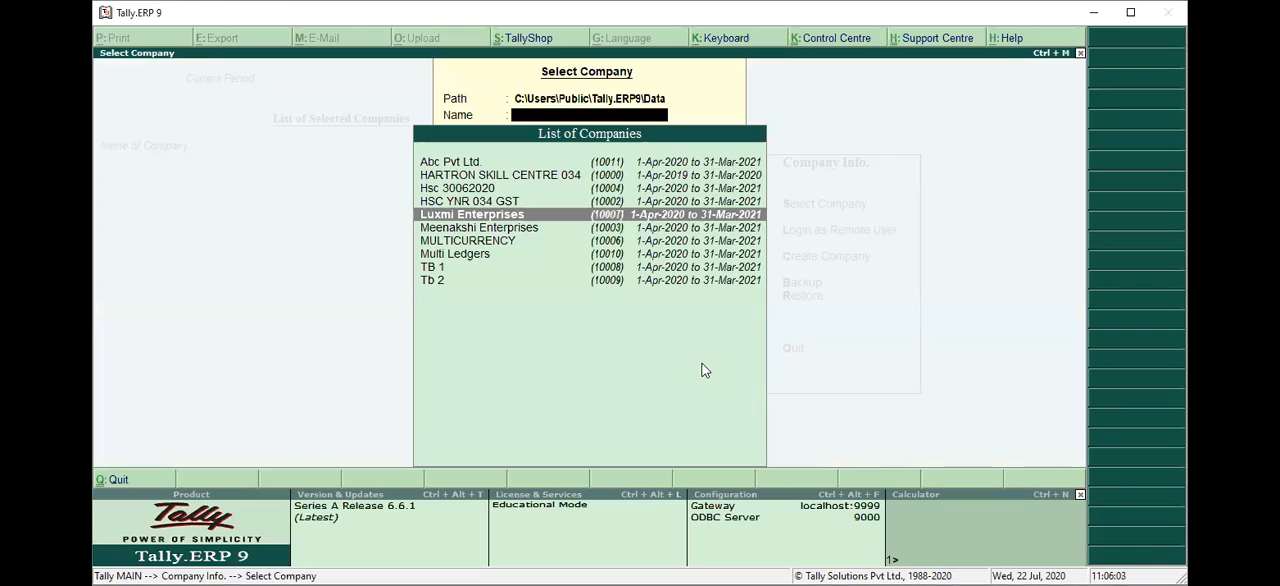 Tally.ERP 9
P: Print E: Export M: E-Mail O: Upload S: TallyShop G: Language K: Keyboard K: Control Centre H: Support Centre H: Help
Select Company Ctrl + M
Current Period
List of Selected Companies
Name of Company
Select Company
Path : C:\Users\Public\Tally.ERP9\Data
Name :
List of Companies
Abc Pvt Ltd. (10011) 1-Apr-2020 to 31-Mar-2021
HARTRON SKILL CENTRE 034 (10000) 1-Apr-2019 to 31-Mar-2020
Hsc 30062020 (10004) 1-Apr-2020 to 31-Mar-2021
HSC YNR 034 GST (10002) 1-Apr-2020 to 31-Mar-2021
Luxmi Enterprises (10007) 1-Apr-2020 to 31-Mar-2021
Meenakshi Enterprises (10003) 1-Apr-2020 to 31-Mar-2021
MULTICURRENCY (10006) 1-Apr-2020 to 31-Mar-2021
Multi Ledgers (10010) 1-Apr-2020 to 31-Mar-2021
TB 1 (10008) 1-Apr-2020 to 31-Mar-2021
Tb 2 (10009) 1-Apr-2020 to 31-Mar-2021
Company Info.
Select Company
Login as Remote User
Create Company
Backup
Restore
Quit
Q: Quit
Product
Tally
POWER OF SIMPLICITY
Tally.ERP 9
Version & Updates Ctrl + Alt + T
Series A Release 6.6.1
(Latest)
License & Services Ctrl + Alt + L
Educational Mode
Configuration Ctrl + Alt + F
Gateway localhost:9999
ODBC Server 9000
Calculator Ctrl + N
1>
Tally MAIN --> Company Info. --> Select Company © Tally Solutions Pvt Ltd., 1988-2020 Wed, 22 Jul, 2020 11:06:03